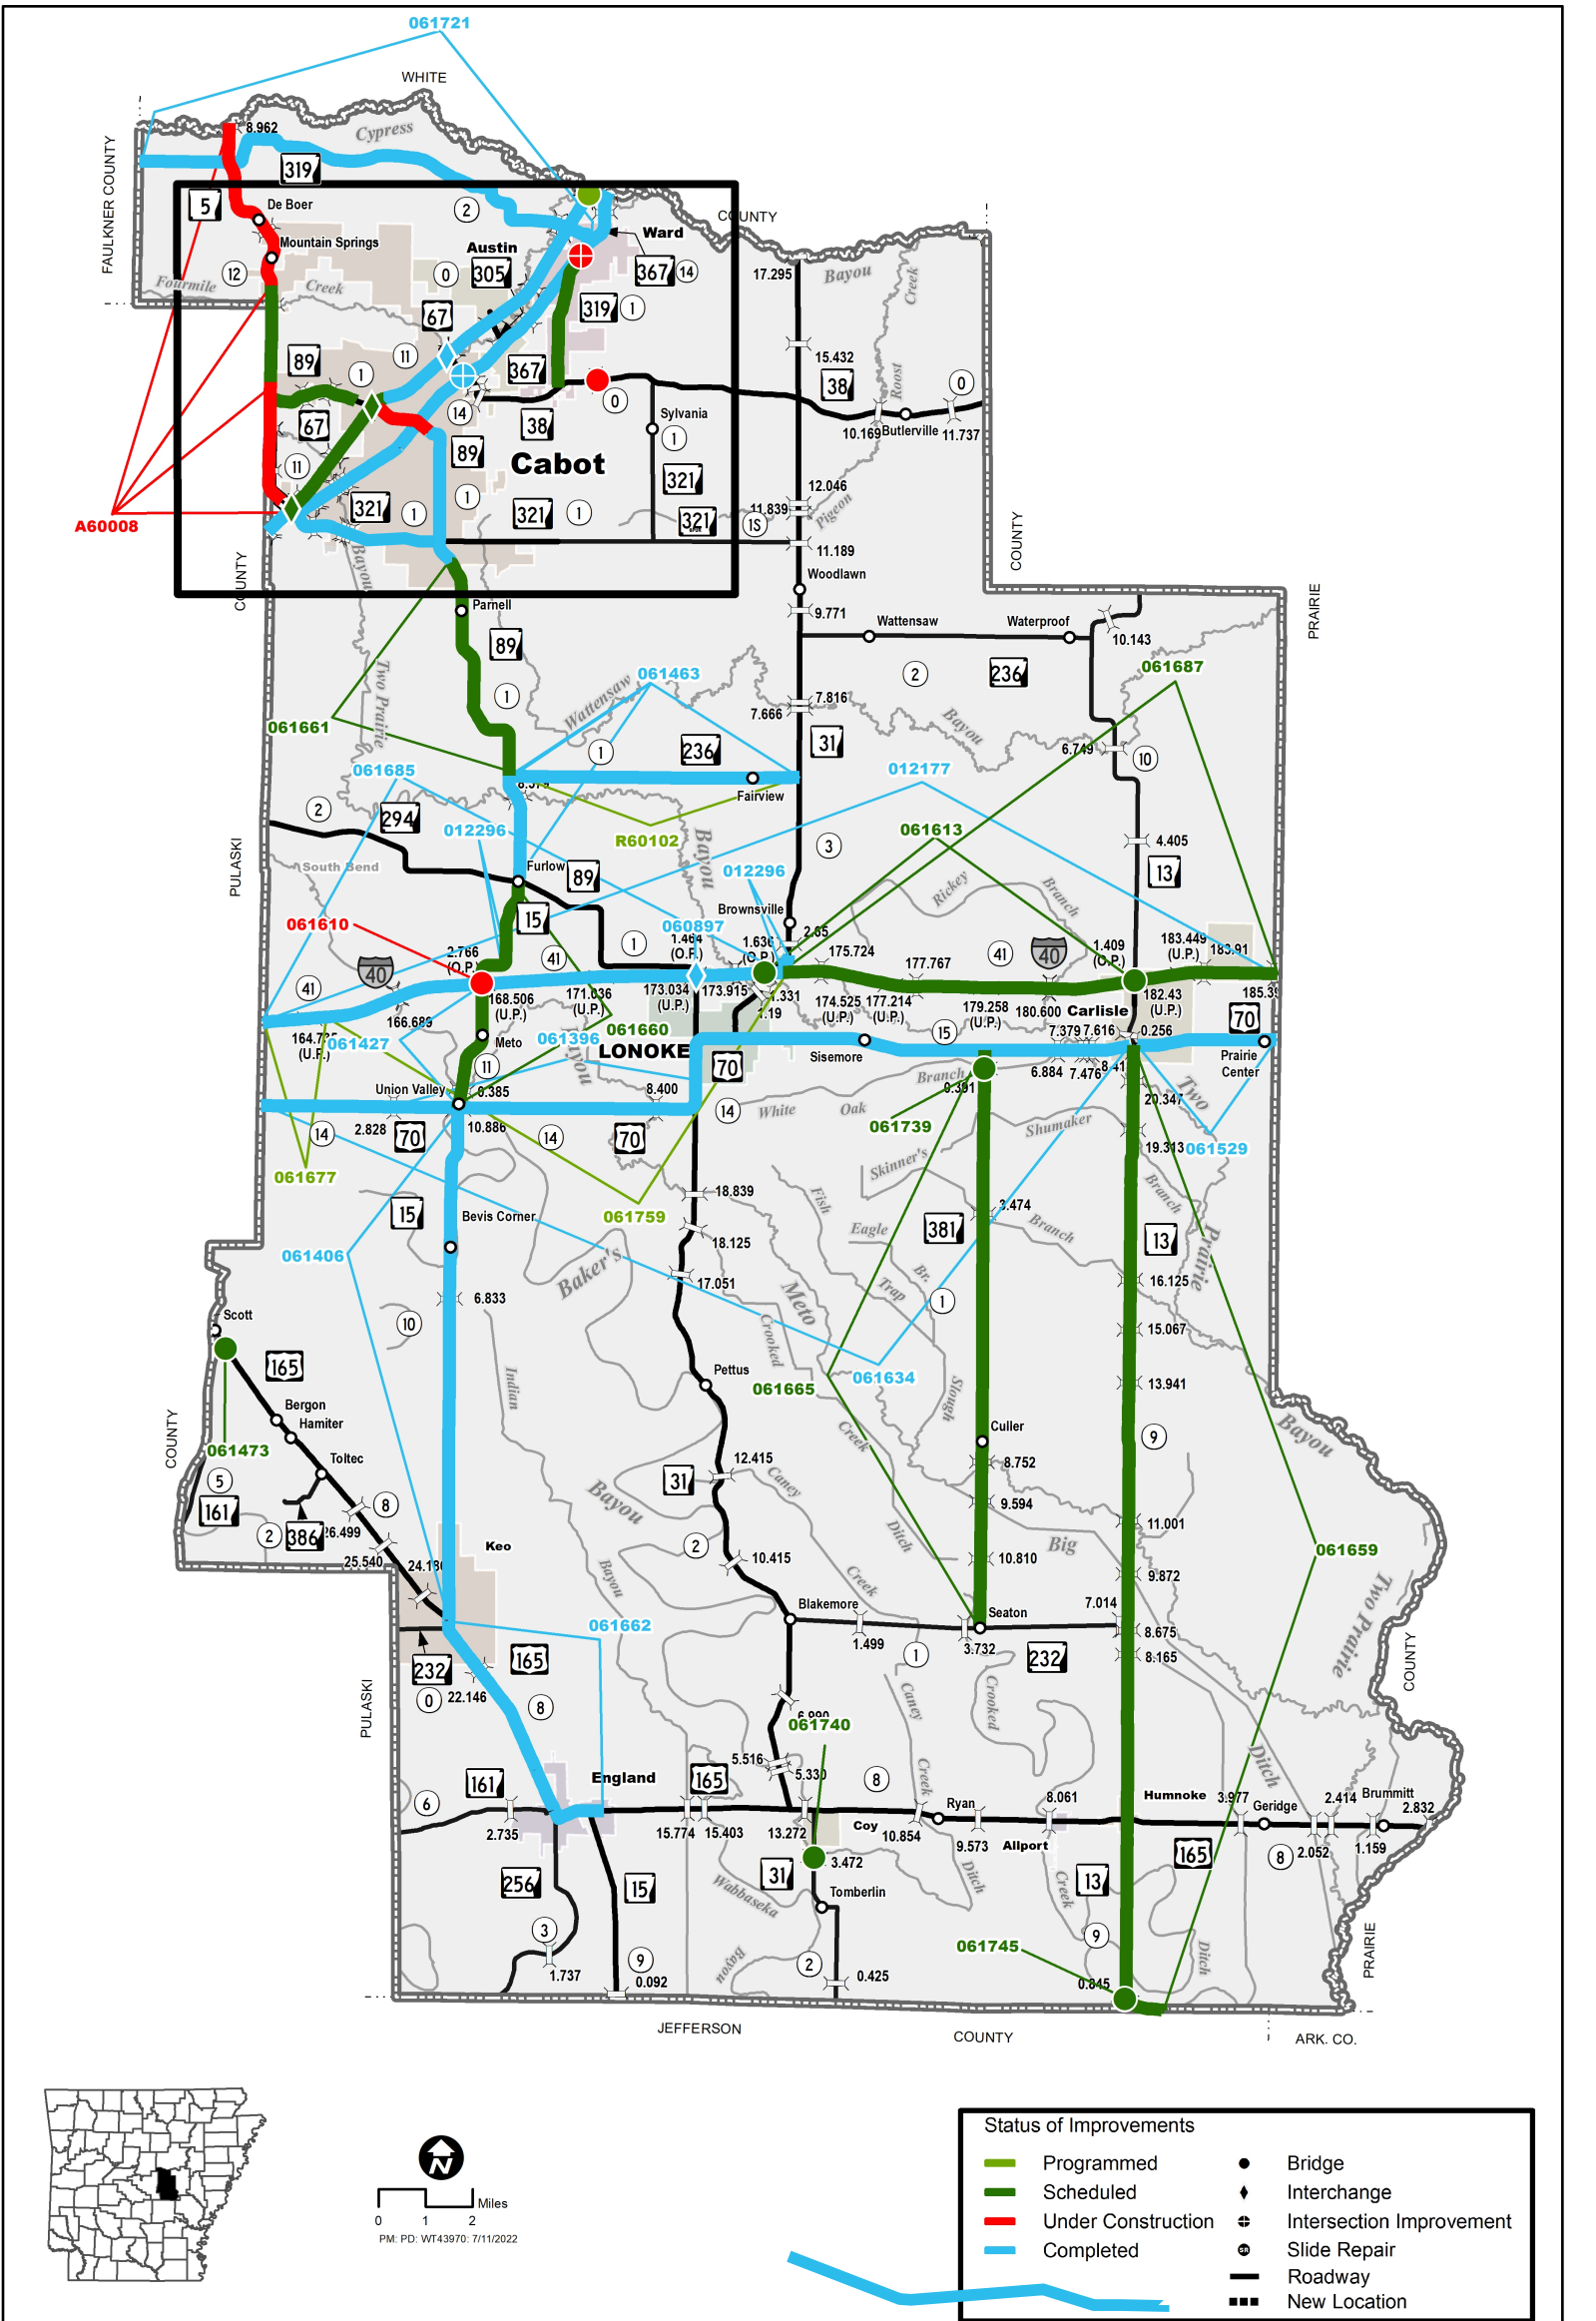 061721
WHITE
8.962
Cypress
319
FAULKNER COUNTY
5
De Boer
2
COUNTY
Ward
Mountain Springs
Austin
305
367
14
12
0
17.295
Bayou
Creek
Fourmile
Creek
67
319
1
11
15.432
89
1
367
38
Roost
0
0
14
Sylvania
67
38
10.169
Butlerville
11.737
89
1
Cabot
11
321
12.046
321
1
1
321
1
321
1S
11.839
Pigeon
A60008
11.189
COUNTY
COUNTY
Bayou
Woodlawn
Parnell
9.771
PRAIRIE
Wattensaw
Waterproof
10.143
89
061687
Two Prairie
061463
2
236
1
Wattensaw
7.816
7.666
061661
31
Bayou
1
236
6.749
10
061685
012177
8.579
Fairview
2
294
012296
R60102
061613
Bayou
3
4.405
PULASKI
South Bend
Furlow
89
012296
13
Rickey
Branch
Brownsville
061610
15
060897
2.65
2.766
(O.P.)
1
1.464
(O.P.)
1.636
(O.P.)
175.724
41
40
1.409
(O.P.)
183.449
(U.P.)
183.91
40
41
177.767
41
168.506
(U.P.)
171.036
(U.P.)
173.034
(U.P.)
173.915
1.331
1.19
174.525
(U.P.)
177.214
(U.P.)
179.258
(U.P.)
180.600
182.43
(U.P.)
185.39
166.689
Carlisle
70
164.735
(U.P.)
061427
Meto
061660
061396
LONOKE
15
7.379
7.616
0.256
Sisemore
Prairie
Center
11
70
6.884
7.476
8.41
Union Valley
0.385
8.400
Branch
0.391
Two
20.347
14
White
Oak
061739
Shumaker
2.828
70
10.886
14
70
19.313
061529
14
Skinner's
061677
Branch
061759
18.839
Fish
3.474
15
Bevis Corner
Eagle
381
Branch
13
Prairie
061406
18.125
Baker's
Br.
17.051
16.125
Meto
Trap
1
6.833
Scott
10
15.067
Crooked
165
Pettus
061634
Indian
061665
13.941
Bergon
Slough
Hamiter
COUNTY
061473
Creek
Culler
9
Bayou
Toltec
12.415
8.752
5
31
Caney
161
8
Bayou
9.594
2
386
26.499
Ditch
11.001
Keo
2
Big
061659
25.540
24.180
10.415
10.810
9.872
Bayou
Creek
Two Prairie
Blakemore
7.014
Seaton
061662
8.675
1.499
3.732
232
165
1
232
8.165
COUNTY
0
22.146
8
Caney
Crooked
PULASKI
6.990
061740
Ditch
5.516
5.330
England
165
8
161
Creek
6
Ryan
8.061
Humnoke
3.977
Geridge
2.414
Brummitt
2.832
2.735
15.774
15.403
13.272
Coy
10.854
9.573
Allport
165
8
2.052
1.159
3.472
256
15
31
Ditch
13
Wabbaseka
Tomberlin
Creek
3
9
061745
9
Ditch
PRAIRIE
Bayou
2
1.737
0.092
0.425
0.845
JEFFERSON
COUNTY
ARK. CO.
N
Miles
0 1 2
PM: PD: WT43970: 7/11/2022
Status of Improvements
Programmed
Bridge
Scheduled
Interchange
Under Construction
Intersection Improvement
Completed
SR
Slide Repair
Roadway
New Location